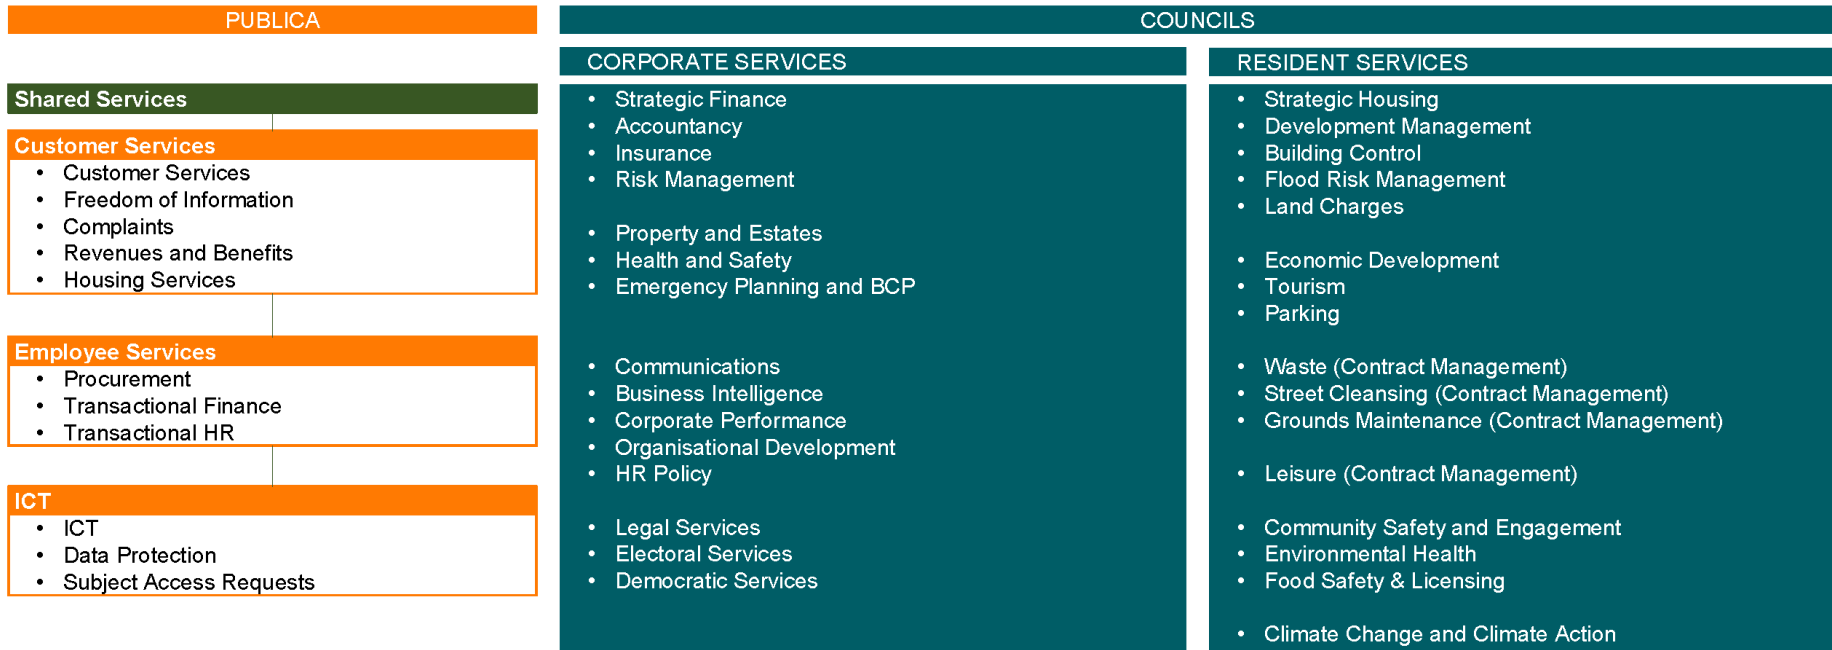 PUBLICA
COUNCILS
Shared Services
Customer Services
• Customer Services
• Freedom of Information
• Complaints
• Revenues and Benefits
• Housing Services
Employee Services
• Procurement
• Transactional Finance
• Transactional HR
ICT
• ICT
• Data Protection
• Subject Access Requests
CORPORATE SERVICES
• Strategic Finance
• Accountancy
• Insurance
• Risk Management
• Property and Estates
• Health and Safety
• Emergency Planning and BCP
• Communications
• Business Intelligence
• Corporate Performance
• Organisational Development
• HR Policy
• Legal Services
• Electoral Services
• Democratic Services
RESIDENT SERVICES
• Strategic Housing
• Development Management
• Building Control
• Flood Risk Management
• Land Charges
• Economic Development
• Tourism
• Parking
• Waste (Contract Management)
• Street Cleansing (Contract Management)
• Grounds Maintenance (Contract Management)
• Leisure (Contract Management)
• Community Safety and Engagement
• Environmental Health
• Food Safety & Licensing
• Climate Change and Climate Action